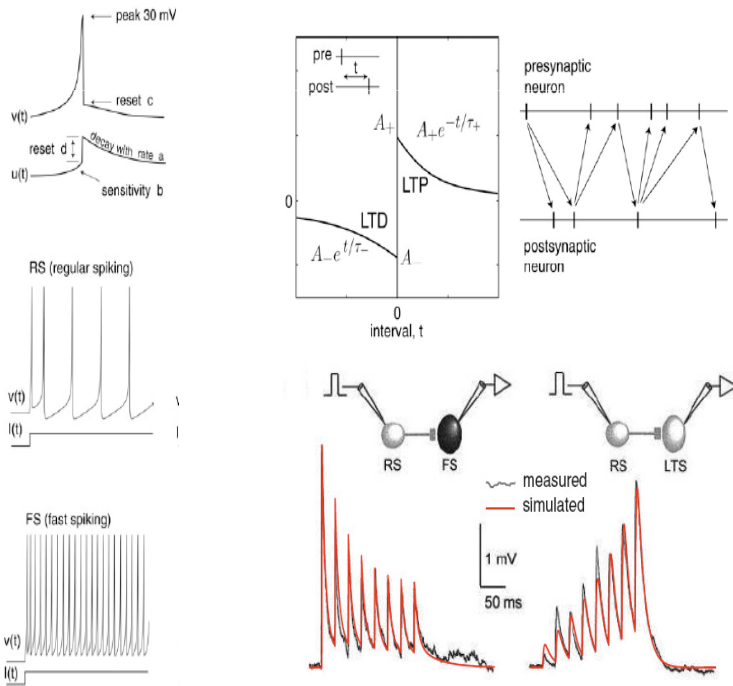 peak 30 mV
reset c
v(t)
reset d
decay with rate a
u(t)
sensitivity b
RS (regular spiking)
v(t)
I(t)
FS (fast spiking)
v(t)
I(t)
pre
t
post
A₊
A₊e^{-t/τ₊}
LTP
0
LTD
A₋e^{t/τ₋}
A₋
0
interval, t
presynaptic
neuron
postsynaptic
neuron
RS
FS
RS
LTS
measured
simulated
1 mV
50 ms